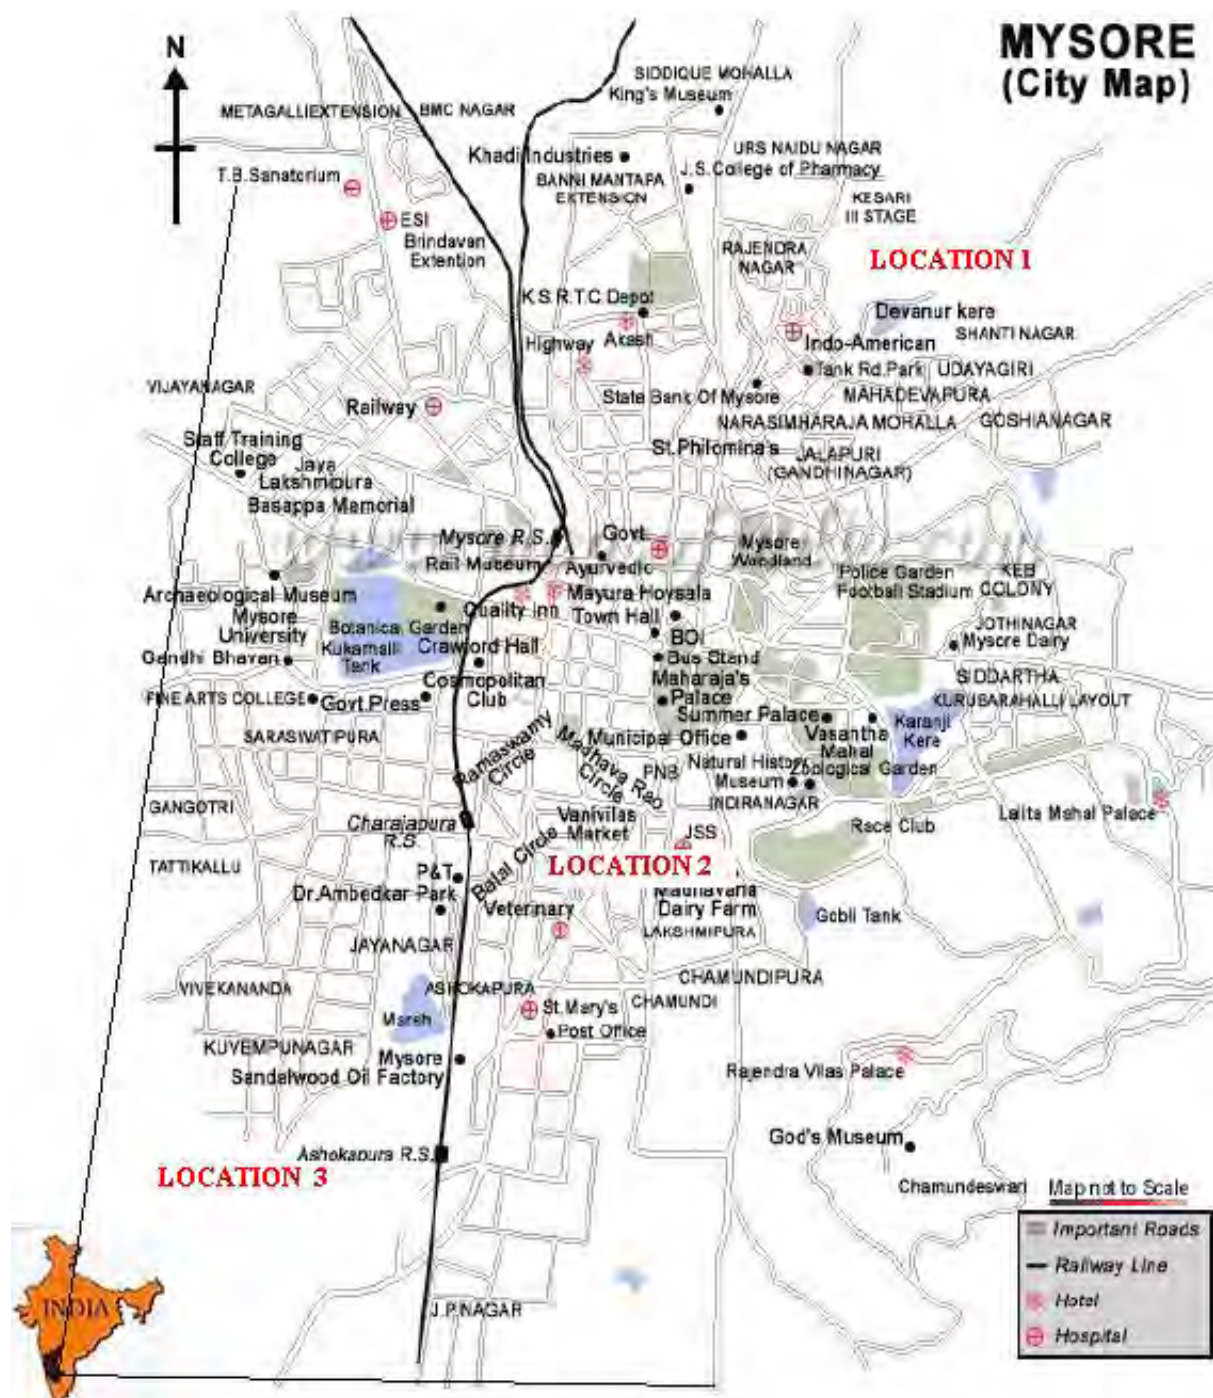 MYSORE
(City Map)
N
SIDDIQUE MOHALLA
King's Museum
METAGALLIEXTENSION
BMC NAGAR
Khadi Industries
URS NAIDU NAGAR
J.S.College of Pharmacy
T.B.Sanatorium
BANNI MANTAPA
EXTENSION
KESARI
III STAGE
ESI
Brindavan
Extention
RAJENDRA
NAGAR
LOCATION 1
K.S.R.T.C Depot
Devanur kere
Highway
Akash
Indo-American
SHANTI NAGAR
Tank Rd.Park
UDAYAGIRI
VIJAYANAGAR
Railway
State Bank Of Mysore
MAHADEVAPURA
NARASIMHARAJA MOHALLA
GOSHIANAGAR
Staff Training
College
Jaya
Lakshmipura
St.Philomina's
JALAPURI
(GANDHINAGAR)
Basappa Memorial
Mysore R.S.
Govt.
Rail Museum
Ayurvedic
Mysore
Woodland
Police Garden
Football Stadium
KEB
COLONY
Archaeological Museum
Quality Inn
Mayura Hoysala
Mysore
University
Botanical Garden
Town Hall
JOTHINAGAR
Kukarnalli
Tank
Crawford Hall
BOI
Mysore Dairy
Gandhi Bhavan
Bus Stand
Cosmopolitan
Club
Maharaja's
Palace
SIDDARTHA
FINE ARTS COLLEGE
Govt.Press
KURUBARAHALLI LAYOUT
Summer Palace
Karanji
Kere
SARASWATIPURA
Ramaswamy
Circle
Madhava Rao
Circle
Municipal Office
Vasantha
Mahal
PNB
Natural History
Museum
Zoological Garden
GANGOTRI
INDIRANAGAR
Lalita Mahal Palace
Charajapura
R.S.
Vanivilas
Market
Race Club
Balal Circle
JSS
TATTIKALLU
LOCATION 2
P&T
Dr.Ambedkar Park
Veterinary
Madhavana
Dairy Farm
Gobli Tank
JAYANAGAR
LAKSHMIPURA
VIVEKANANDA
ASHOKAPURA
CHAMUNDIPURA
St.Mary's
CHAMUNDI
Marsh
Post Office
KUVEMPUNAGAR
Mysore
Sandalwood Oil Factory
Rajendra Vilas Palace
God's Museum
Ashokapura R.S.
LOCATION 3
Chamundeswari
Map not to Scale
Important Roads
Railway Line
Hotel
Hospital
INDIA
J.P.NAGAR